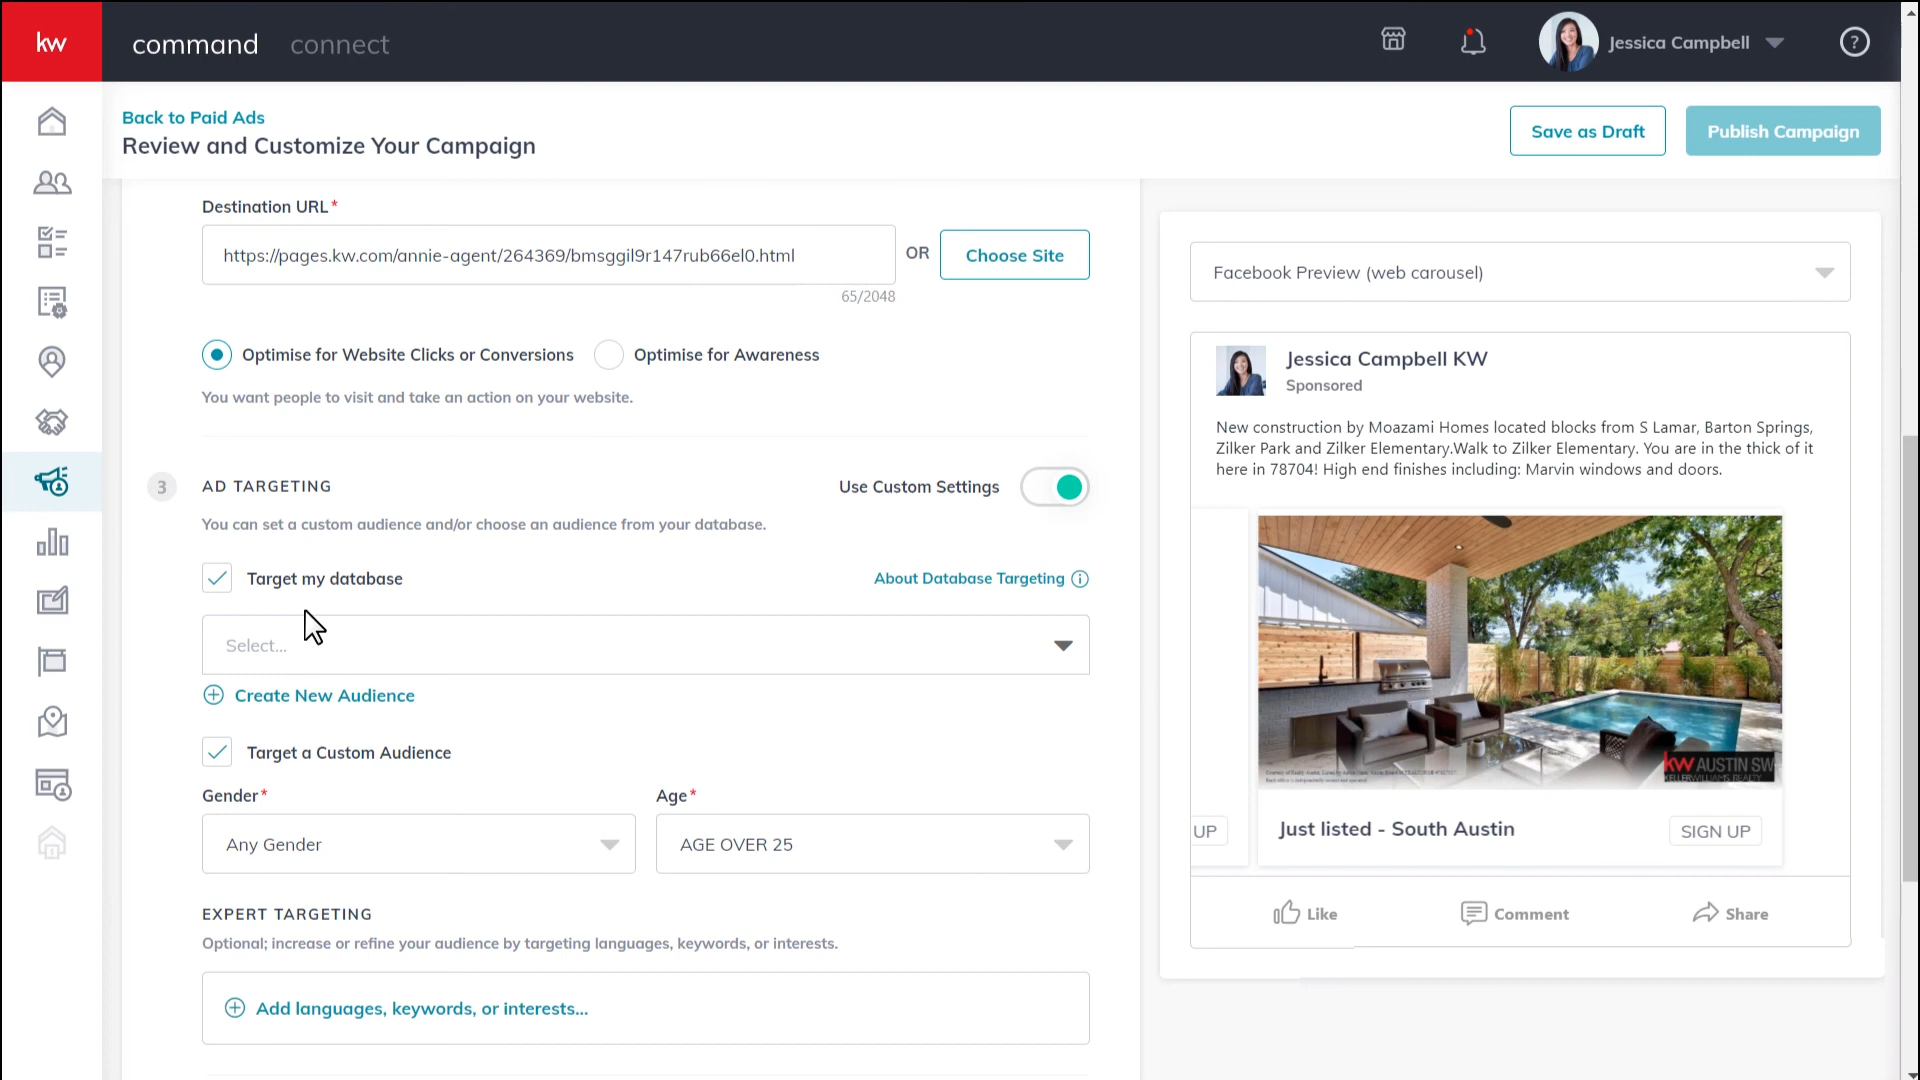 kw
command
connect
Jessica Campbell
?
Back to Paid Ads
Review and Customize Your Campaign
Save as Draft
Publish Campaign
Destination URL*
https://pages.kw.com/annie-agent/264369/bmsggil9r147rub66el0.html
OR
Choose Site
65/2048
Optimise for Website Clicks or Conversions
Optimise for Awareness
You want people to visit and take an action on your website.
3
AD TARGETING
Use Custom Settings
You can set a custom audience and/or choose an audience from your database.
Target my database
About Database Targeting
Select...
Create New Audience
Target a Custom Audience
Gender*
Age*
Any Gender
AGE OVER 25
EXPERT TARGETING
Optional; increase or refine your audience by targeting languages, keywords, or interests.
Add languages, keywords, or interests...
Facebook Preview (web carousel)
Jessica Campbell KW
Sponsored
New construction by Moazami Homes located blocks from S Lamar, Barton Springs,
Zilker Park and Zilker Elementary.Walk to Zilker Elementary. You are in the thick of it
here in 78704! High end finishes including: Marvin windows and doors.
kw AUSTIN SW
KELLERWILLIAMS REALTY
UP
Just listed - South Austin
SIGN UP
Like
Comment
Share